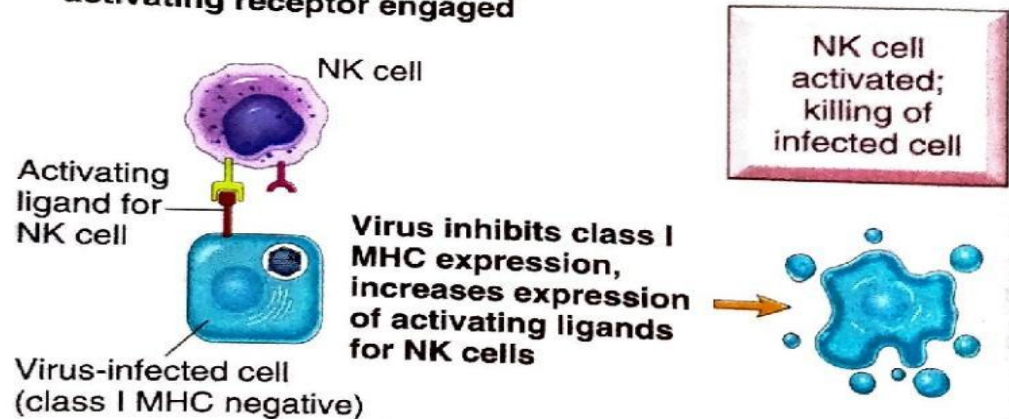 activating receptor engaged
NK cell
NK cell
activated;
killing of
infected cell
Activating
ligand for
NK cell
Virus inhibits class I
MHC expression,
increases expression
of activating ligands
for NK cells
Virus-infected cell
(class I MHC negative)